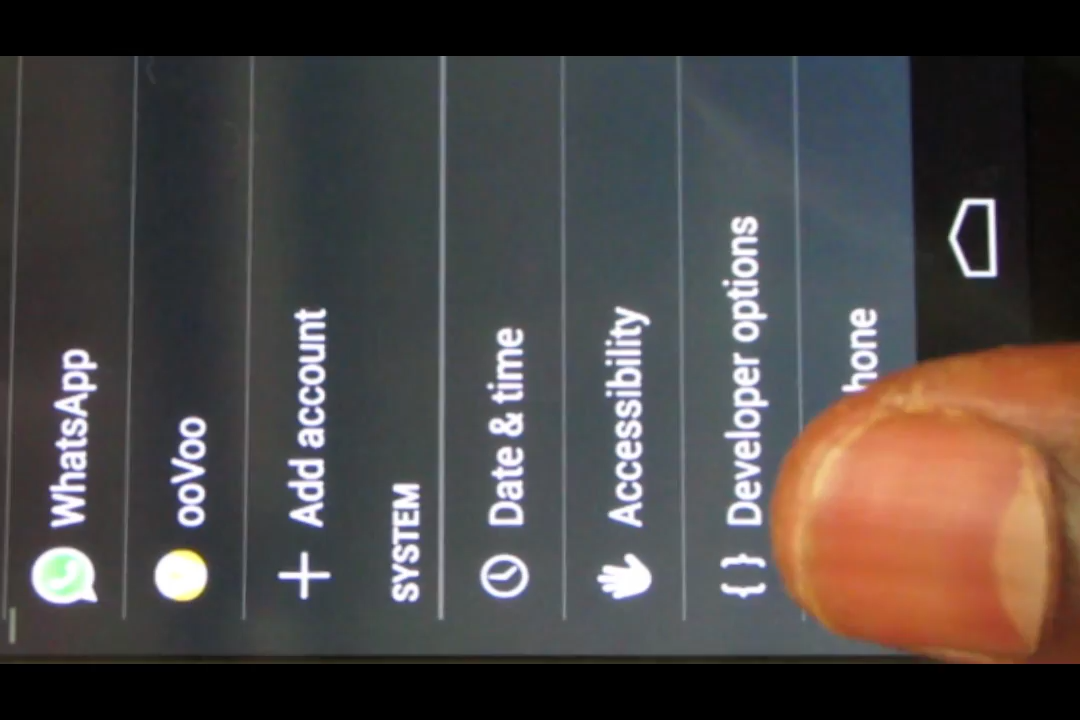 WhatsApp
ooVoo
Add account
SYSTEM
Date & time
Accessibility
{ } Developer options
hone